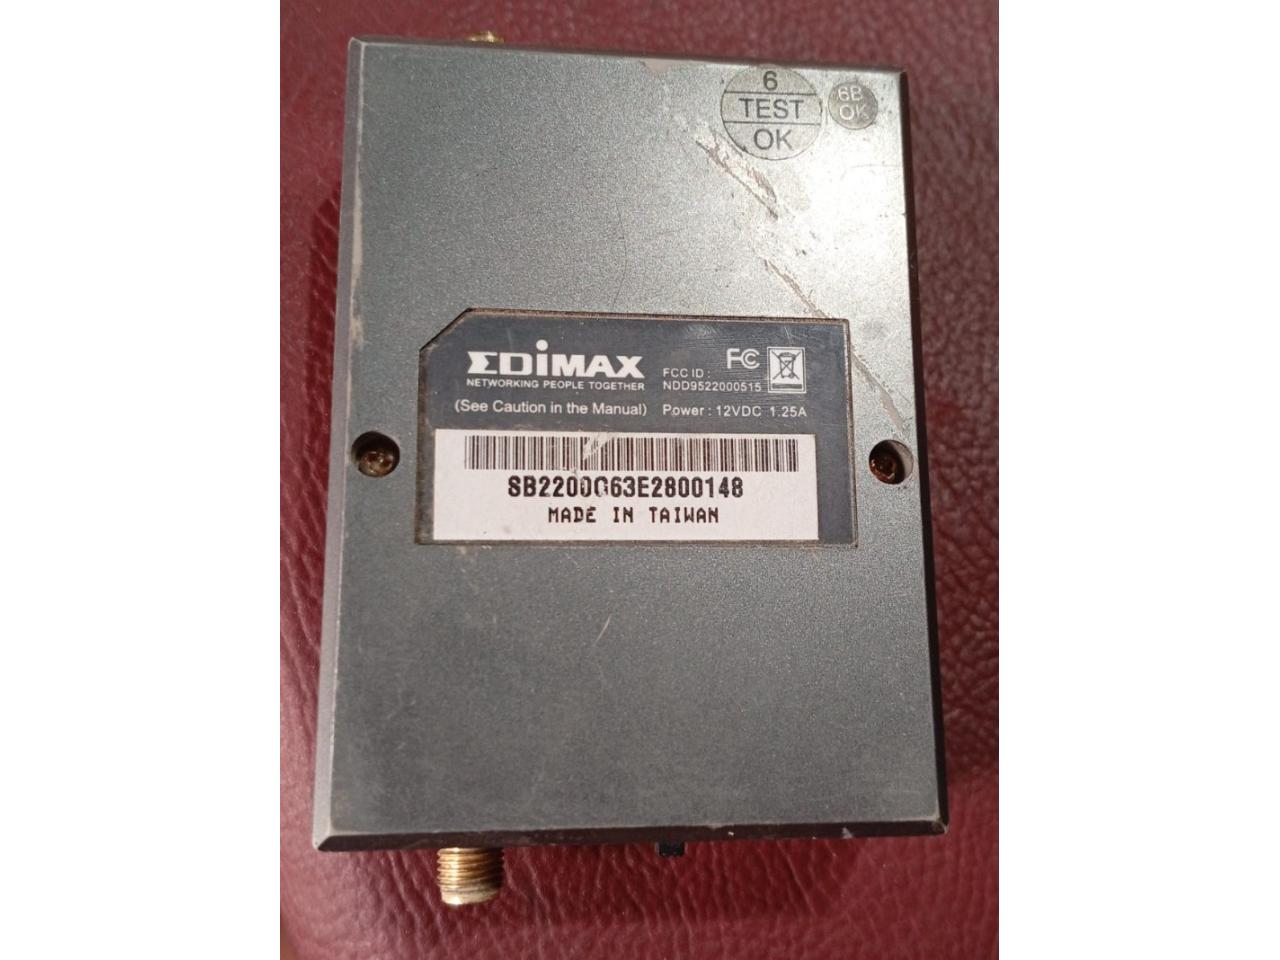 6
TEST
OK
6B
OK
EDiMAX
NETWORKING PEOPLE TOGETHER
FC
FCC ID :
NDD9522000515
(See Caution in the Manual)
Power : 12VDC 1.25A
SB2200G63E2800148
MADE IN TAIWAN